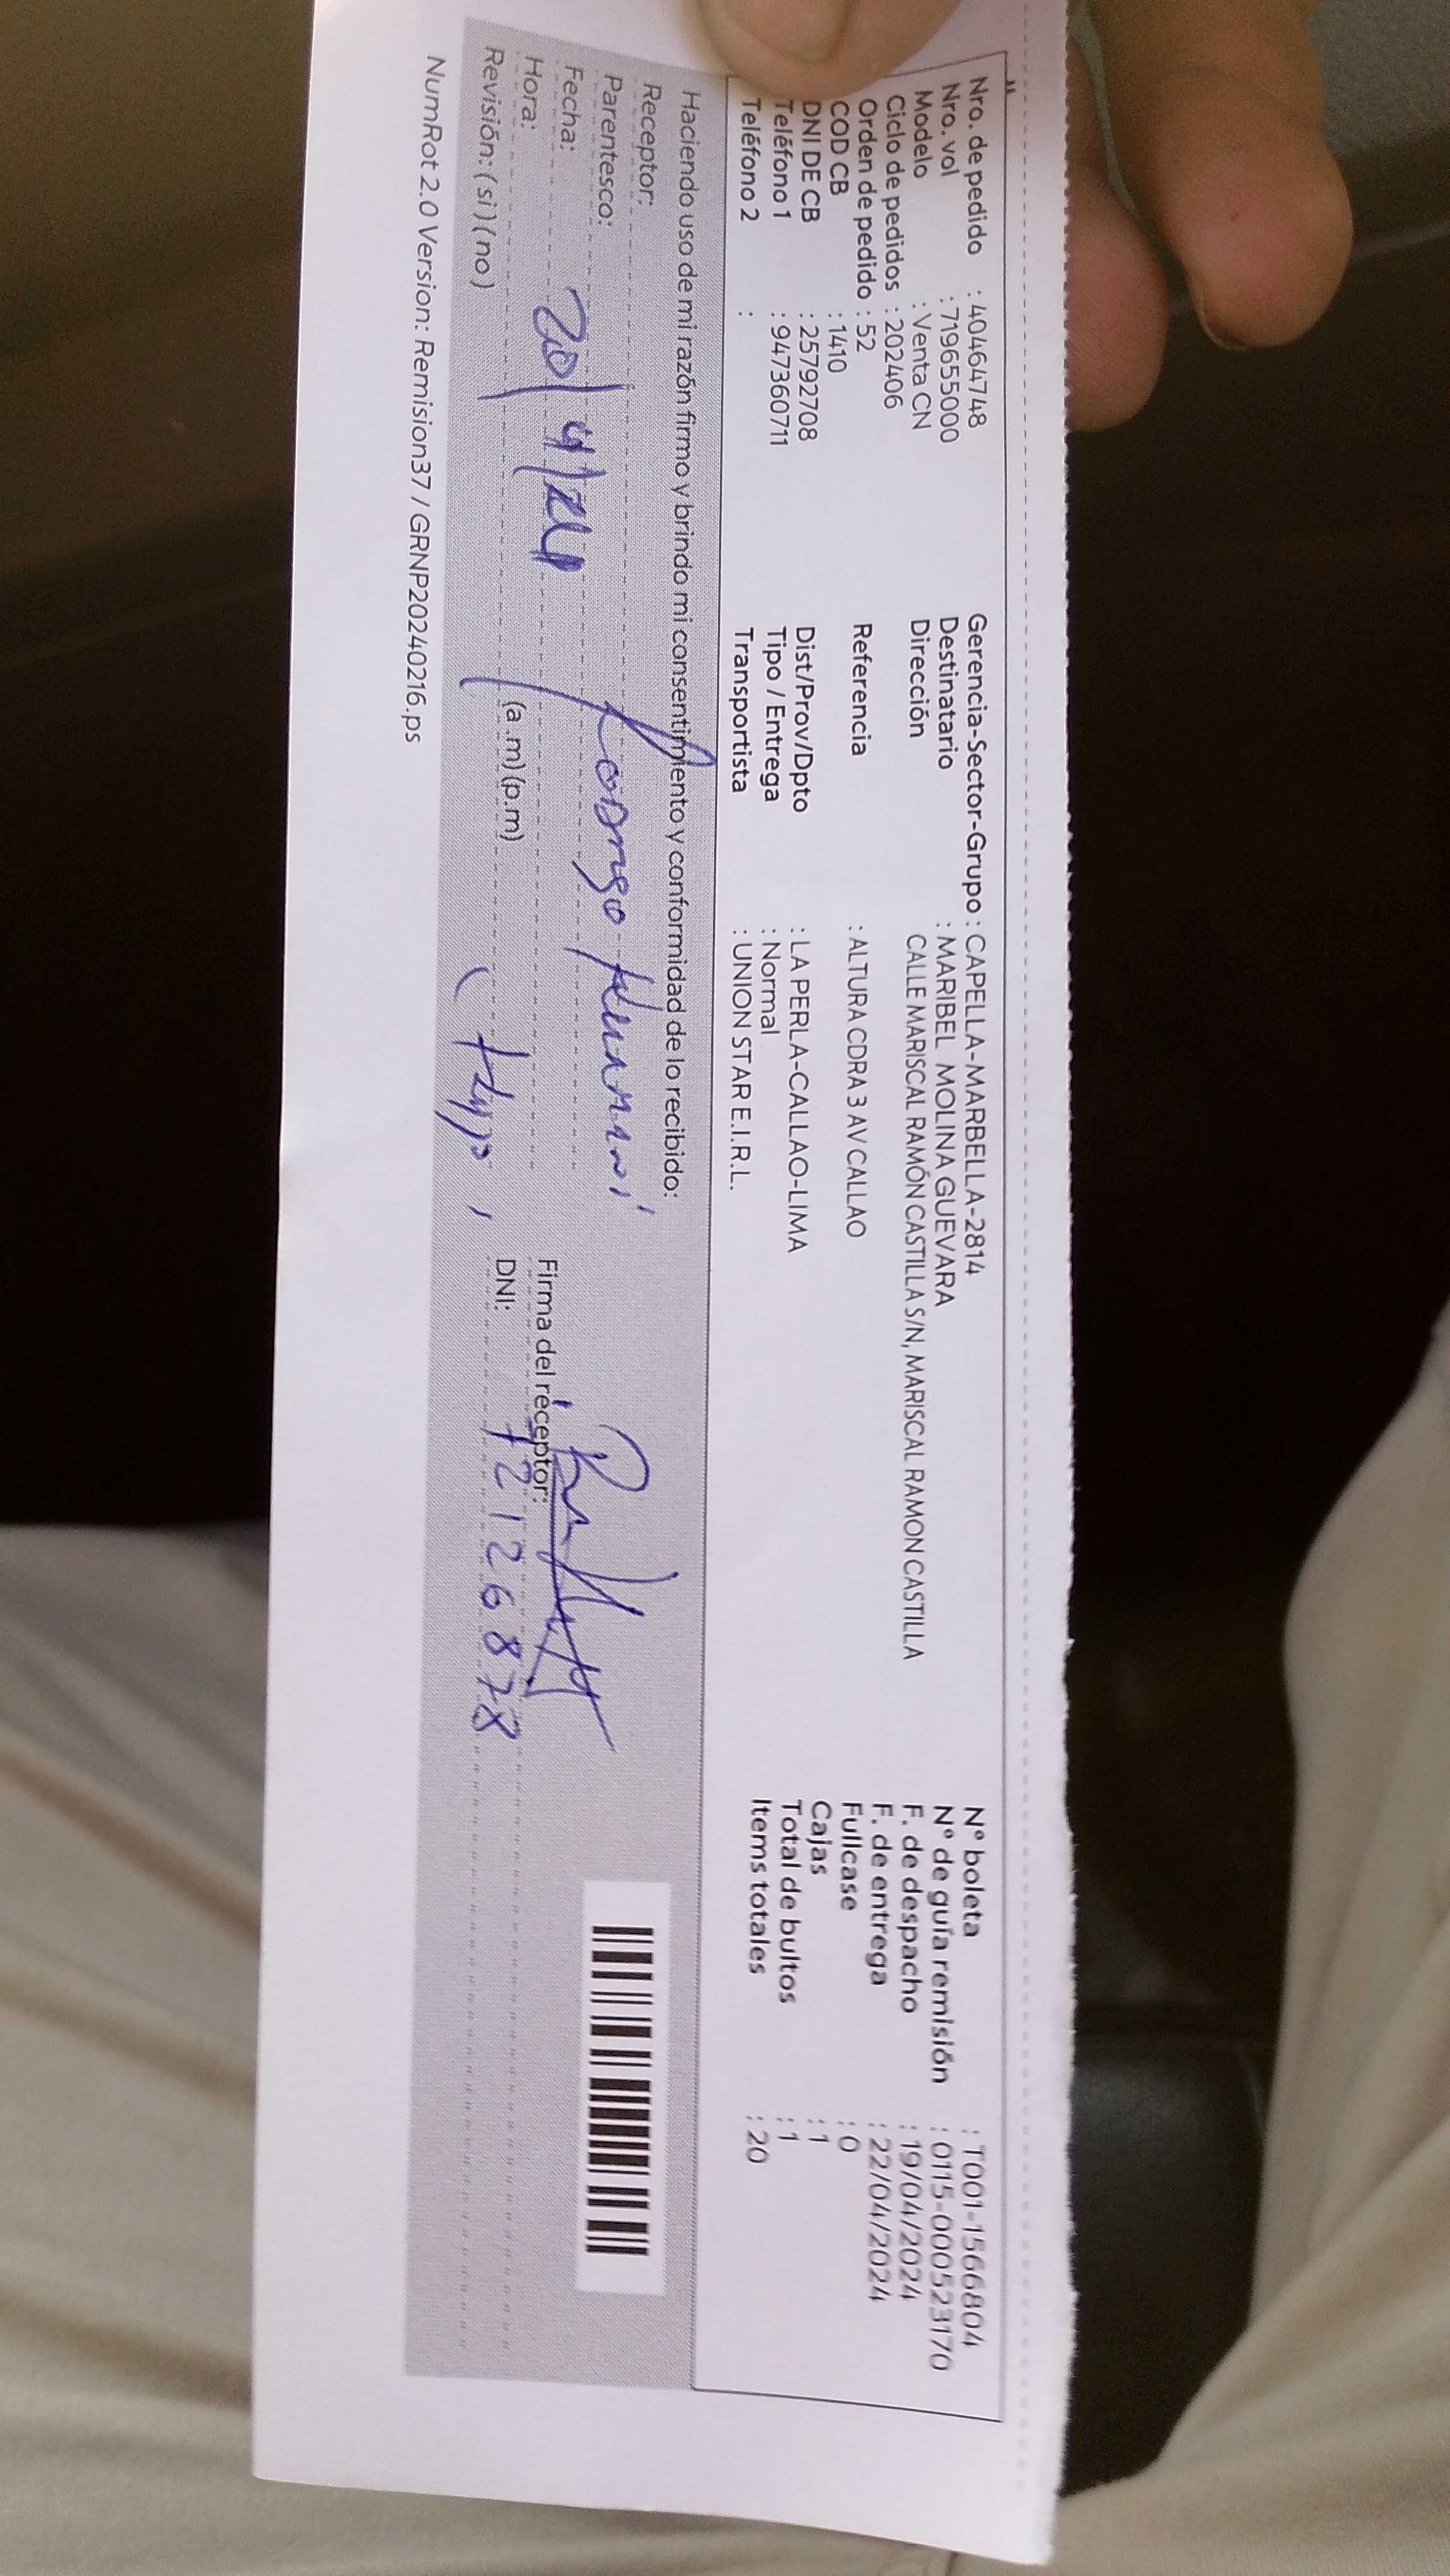 Nro. de pedido : 40464748
Nro. vol : 719655000
Modelo : Venta CN
Ciclo de pedidos : 202406
Orden de pedido : 52
COD CB : 1410
DNI DE CB : 25792708
Teléfono 1 : 947360711
Teléfono 2 :
Gerencia-Sector-Grupo : CAPELLA-MARBELLA-2814
Destinatario : MARIBEL MOLINA GUEVARA
Dirección CALLE MARISCAL RAMÓN CASTILLA S/N, MARISCAL RAMON CASTILLA
Referencia : ALTURA CDRA 3 AV CALLAO
Dist/Prov/Dpto : LA PERLA-CALLAO-LIMA
Tipo / Entrega : Normal
Transportista : UNION STAR E.I.R.L.
N° boleta : T001-1566804
N° de guía remisión : 0115-000523170
F. de despacho : 19/04/2024
F. de entrega : 22/04/2024
Fullcase : 0
Cajas : 1
Total de bultos : 1
Items totales : 20
Haciendo uso de mi razón firmo y brindo mi consentimiento y conformidad de lo recibido:
Receptor:
Parentesco:
Fecha: 20/4/24
Hora: (a.m)(p.m)
Revisión: (si) (no)
Firma del receptor:
DNI: 72126878
NumRot 2.0 Version: Remision37 / GRNP20240216.ps